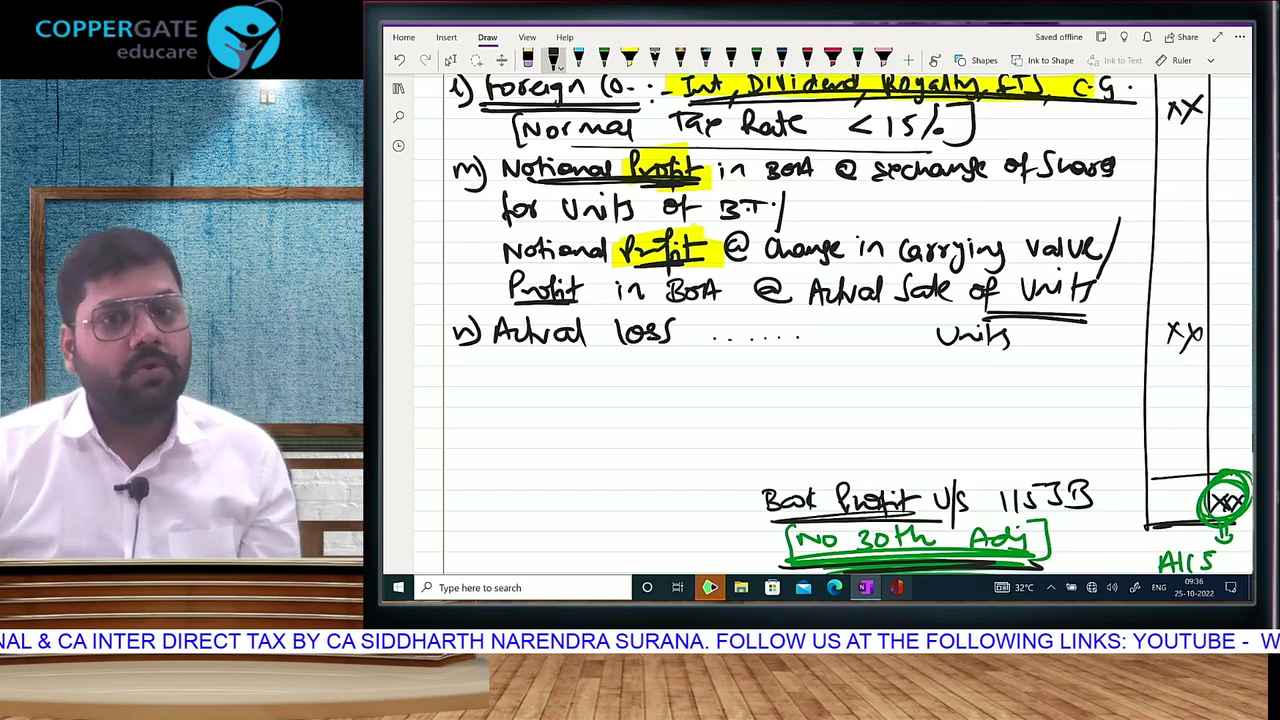 COPPERGATE
educare
Home Insert Draw View Help
Saved offline Share
Shapes Ink to Shape Ink to Text Ruler
l) Foreign Co. :- Int, Dividend, Royalty, FTS, C.G.
[Normal Tax Rate < 15%]
XX
m) Notional Profit in BOA @ exchange of Share
for Units of B.T./
Notional Profit @ change in carrying value/
Profit in BOA @ Actual Sale of Units
n) Actual loss ...... Units
XX
Book Profit U/s 115JB
XXX
[No 30th Adj]
A115
Type here to search
32°C
ENG
09:36
25-10-2022
NAL & CA INTER DIRECT TAX BY CA SIDDHARTH NARENDRA SURANA. FOLLOW US AT THE FOLLOWING LINKS: YOUTUBE - W